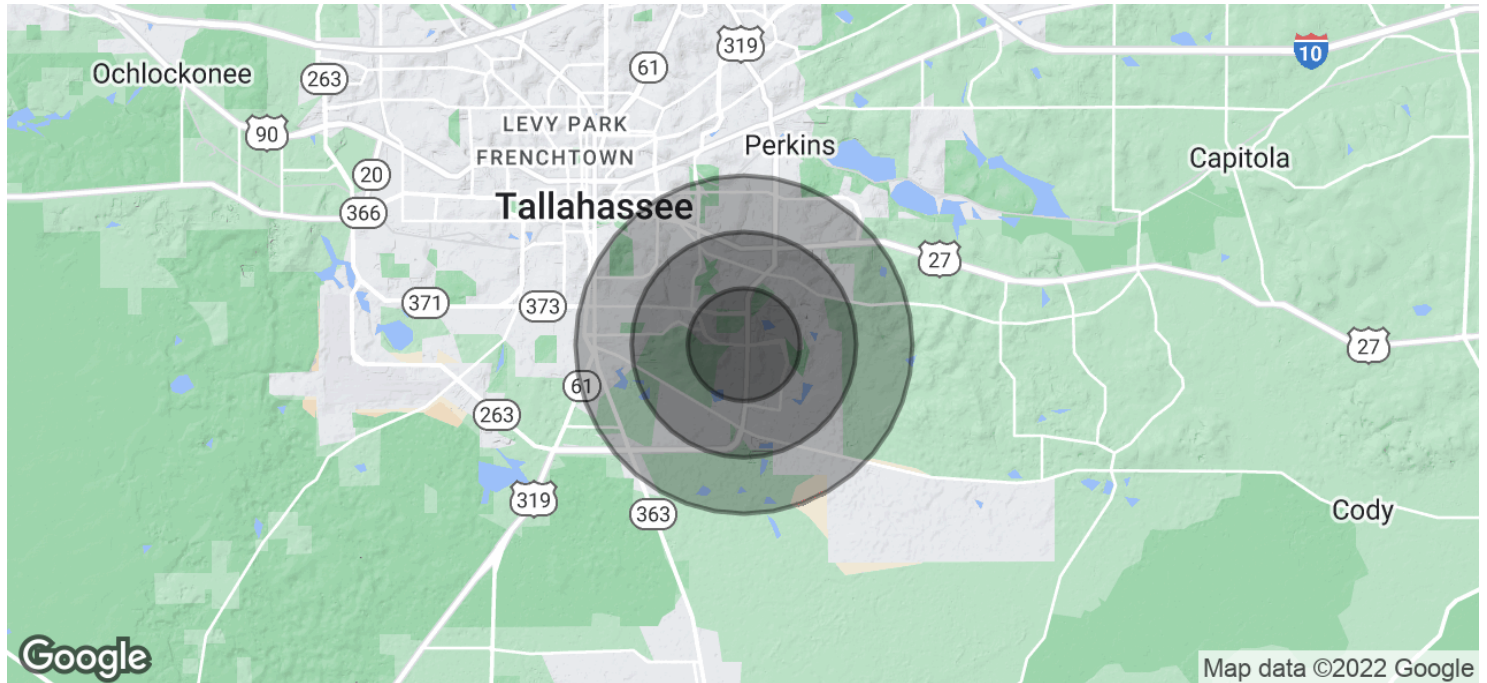 319
10
61
Ochlockonee
263
LEVY PARK
90
Perkins
FRENCHTOWN
Capitola
20
Tallahassee
366
27
371
373
27
61
263
319
363
Cody
Google
Map data ©2022 Google